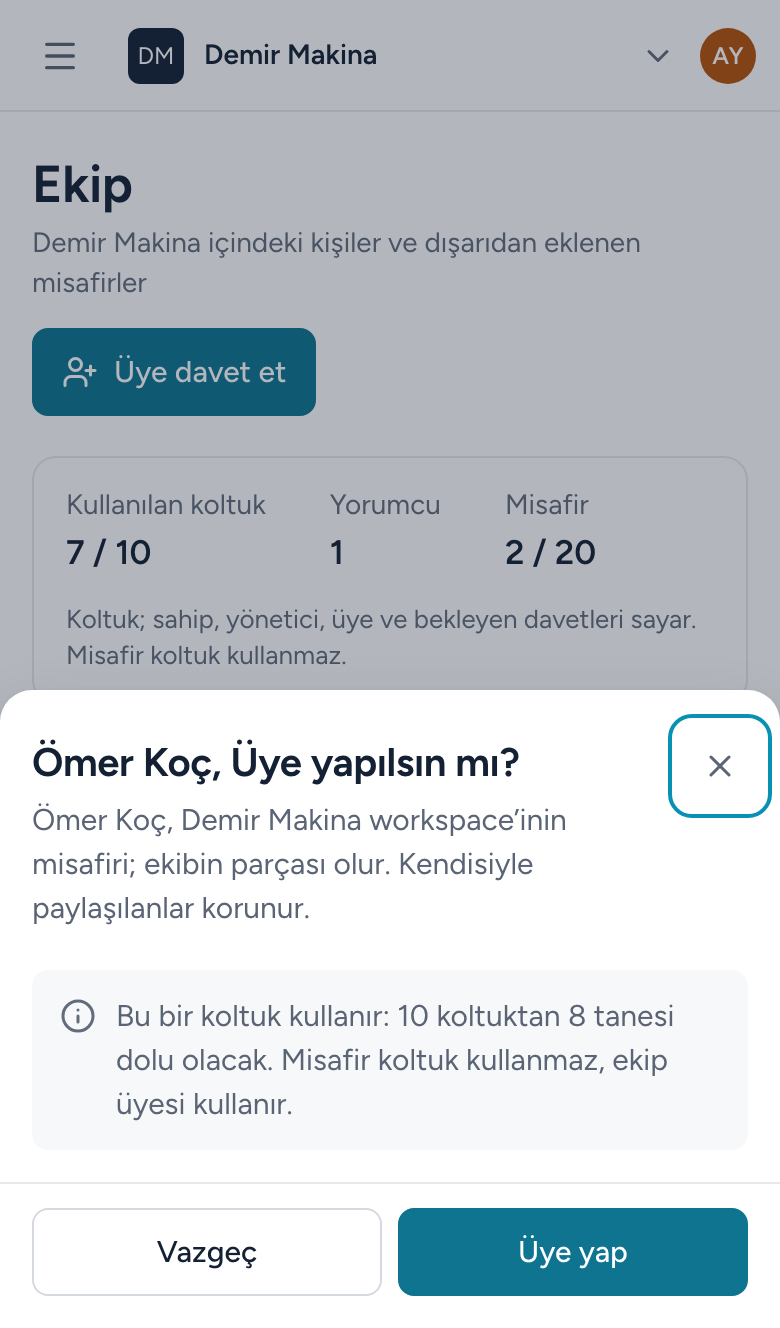 DM
Demir Makina
AY
Ekip
Demir Makina içindeki kişiler ve dışarıdan eklenen
misafirler
Üye davet et
Kullanılan koltuk
7 / 10
Yorumcu
1
Misafir
2 / 20
Koltuk; sahip, yönetici, üye ve bekleyen davetleri sayar.
Misafir koltuk kullanmaz.
Ömer Koç, Üye yapılsın mı?
Ömer Koç, Demir Makina workspace’inin
misafiri; ekibin parçası olur. Kendisiyle
paylaşılanlar korunur.
Bu bir koltuk kullanır: 10 koltuktan 8 tanesi
dolu olacak. Misafir koltuk kullanmaz, ekip
üyesi kullanır.
Vazgeç
Üye yap